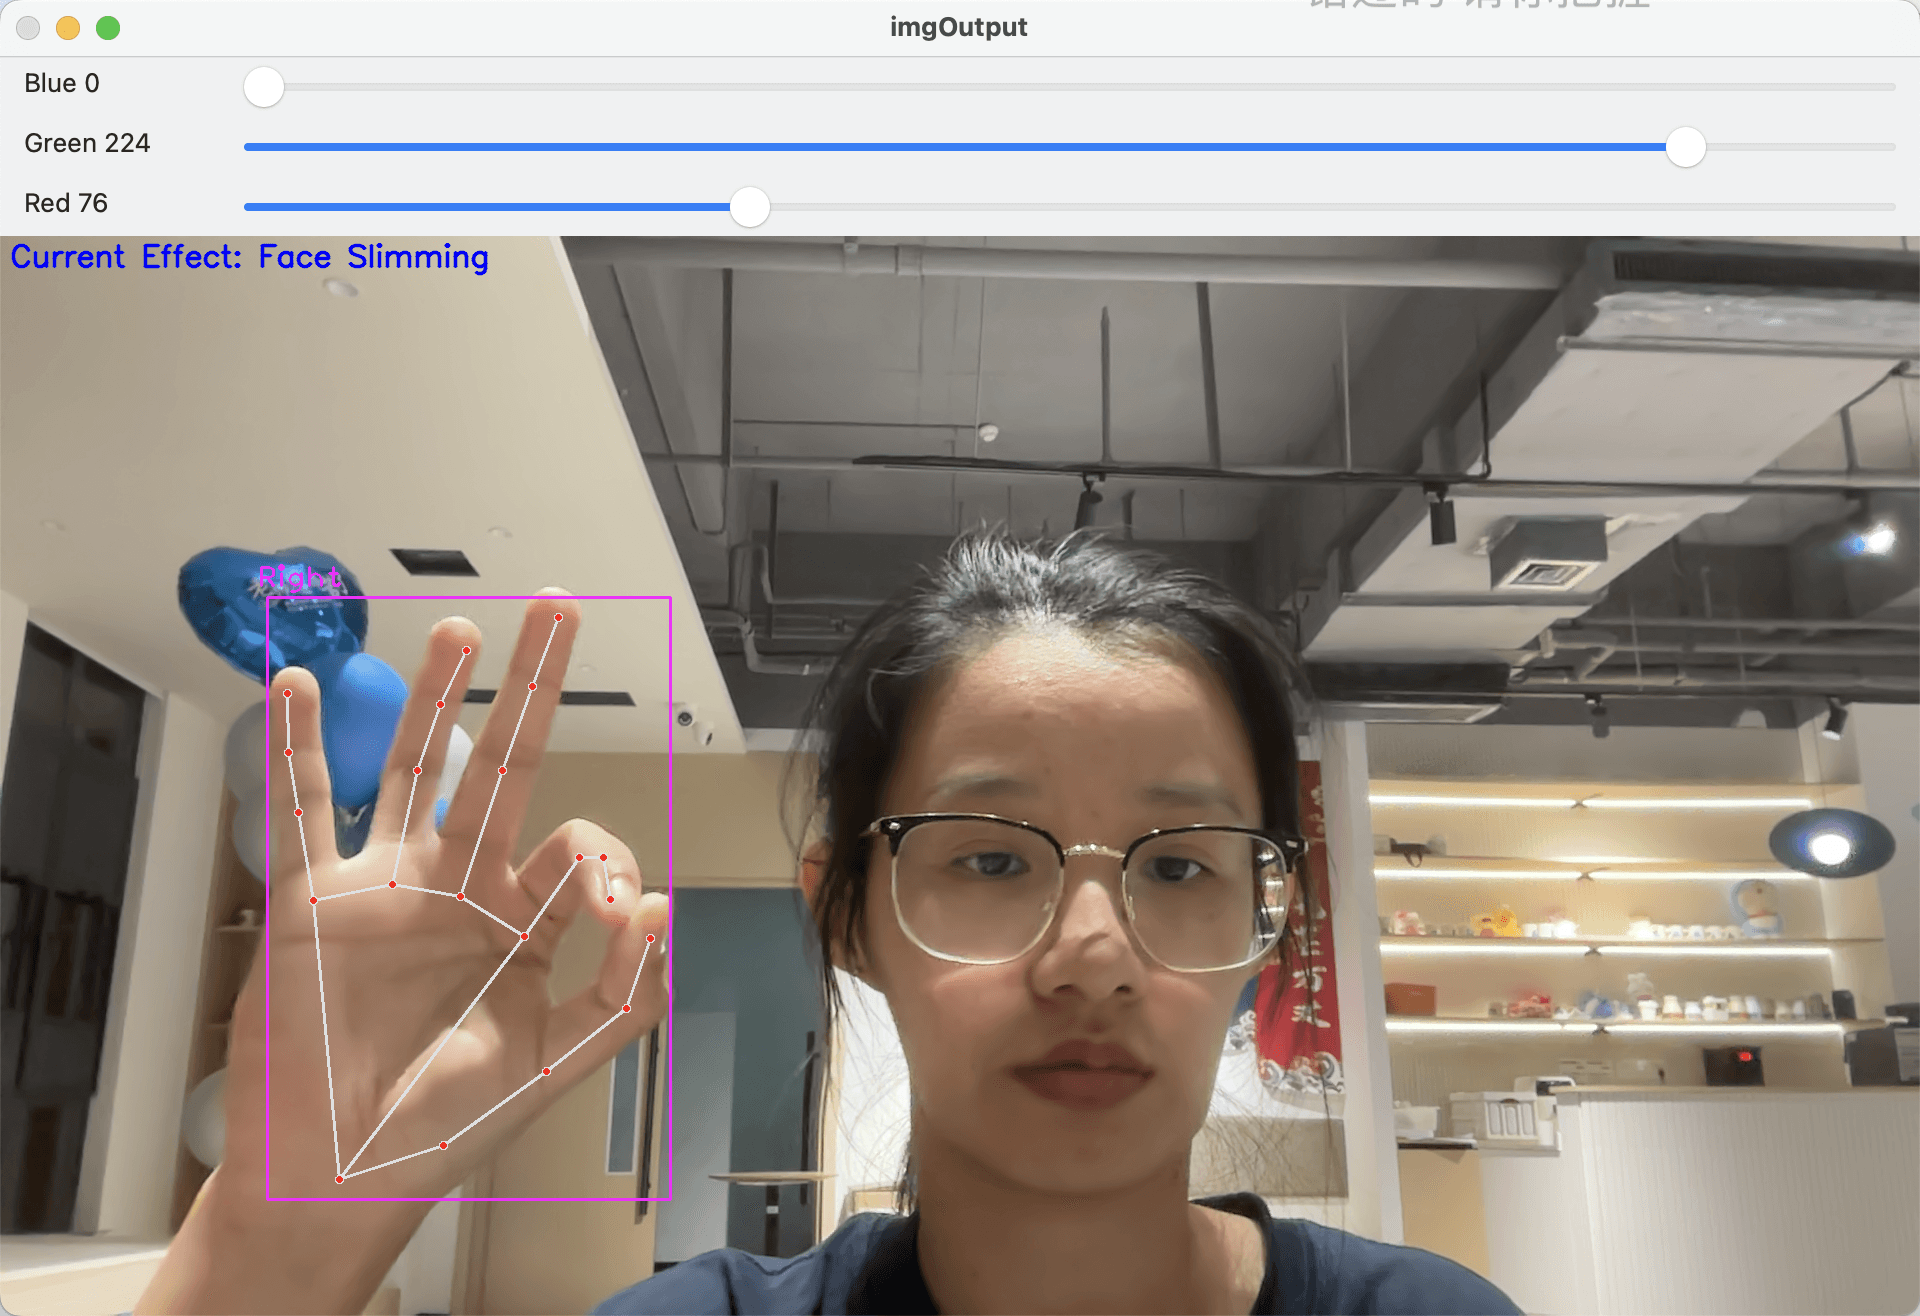 imgOutput
Blue 0
Green 224
Red 76
Current Effect: Face Slimming
Right